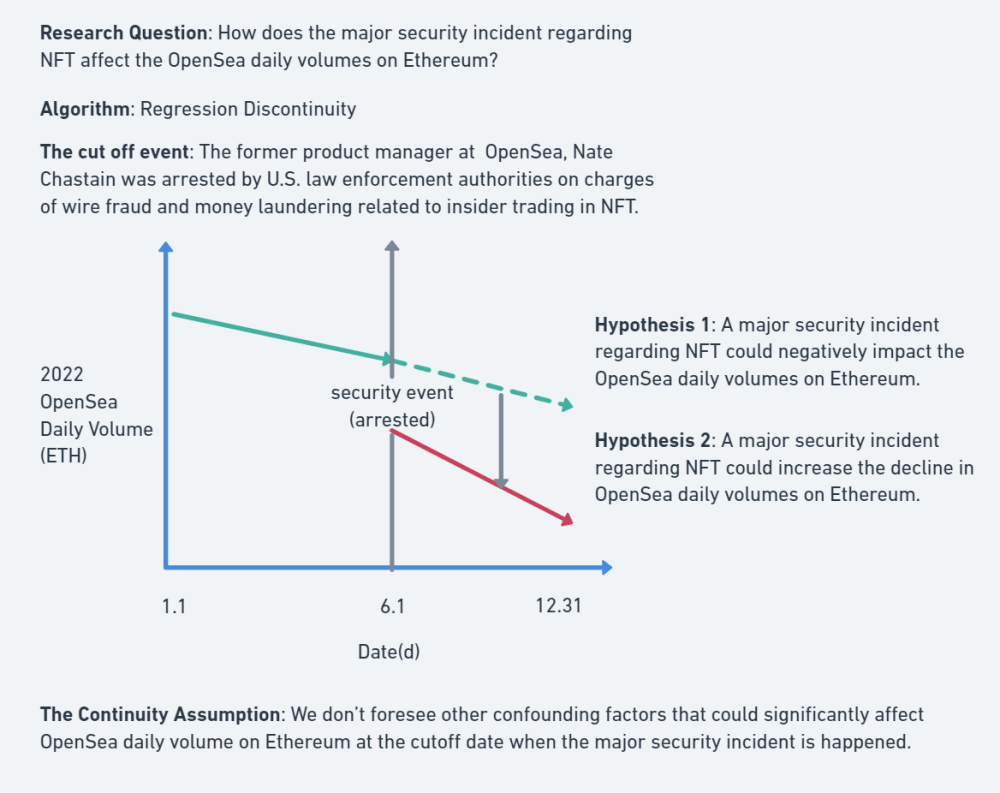 Research Question: How does the major security incident regarding
NFT affect the OpenSea daily volumes on Ethereum?
Algorithm: Regression Discontinuity
The cut off event: The former product manager at OpenSea, Nate
Chastain was arrested by U.S. law enforcement authorities on charges
of wire fraud and money laundering related to insider trading in NFT.
2022
OpenSea
Daily Volume
(ETH)
security event
(arrested)
Hypothesis 1: A major security incident
regarding NFT could negatively impact the
OpenSea daily volumes on Ethereum.
Hypothesis 2: A major security incident
regarding NFT could increase the decline in
OpenSea daily volumes on Ethereum.
1.1
6.1
12.31
Date(d)
The Continuity Assumption: We don't foresee other confounding factors that could significantly affect
OpenSea daily volume on Ethereum at the cutoff date when the major security incident is happened.